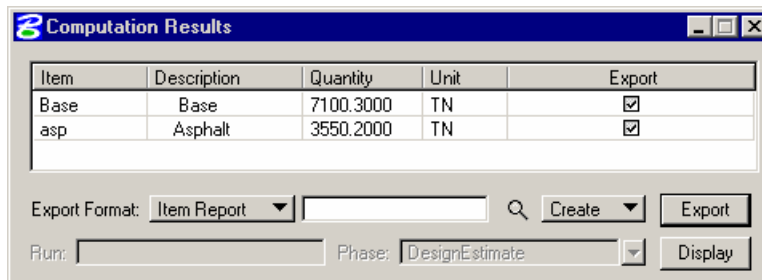 Computation Results
Item Description Quantity Unit Export
Base Base 7100.3000 TN
asp Asphalt 3550.2000 TN
Export Format: Item Report Create Export
Run: Phase: DesignEstimate Display